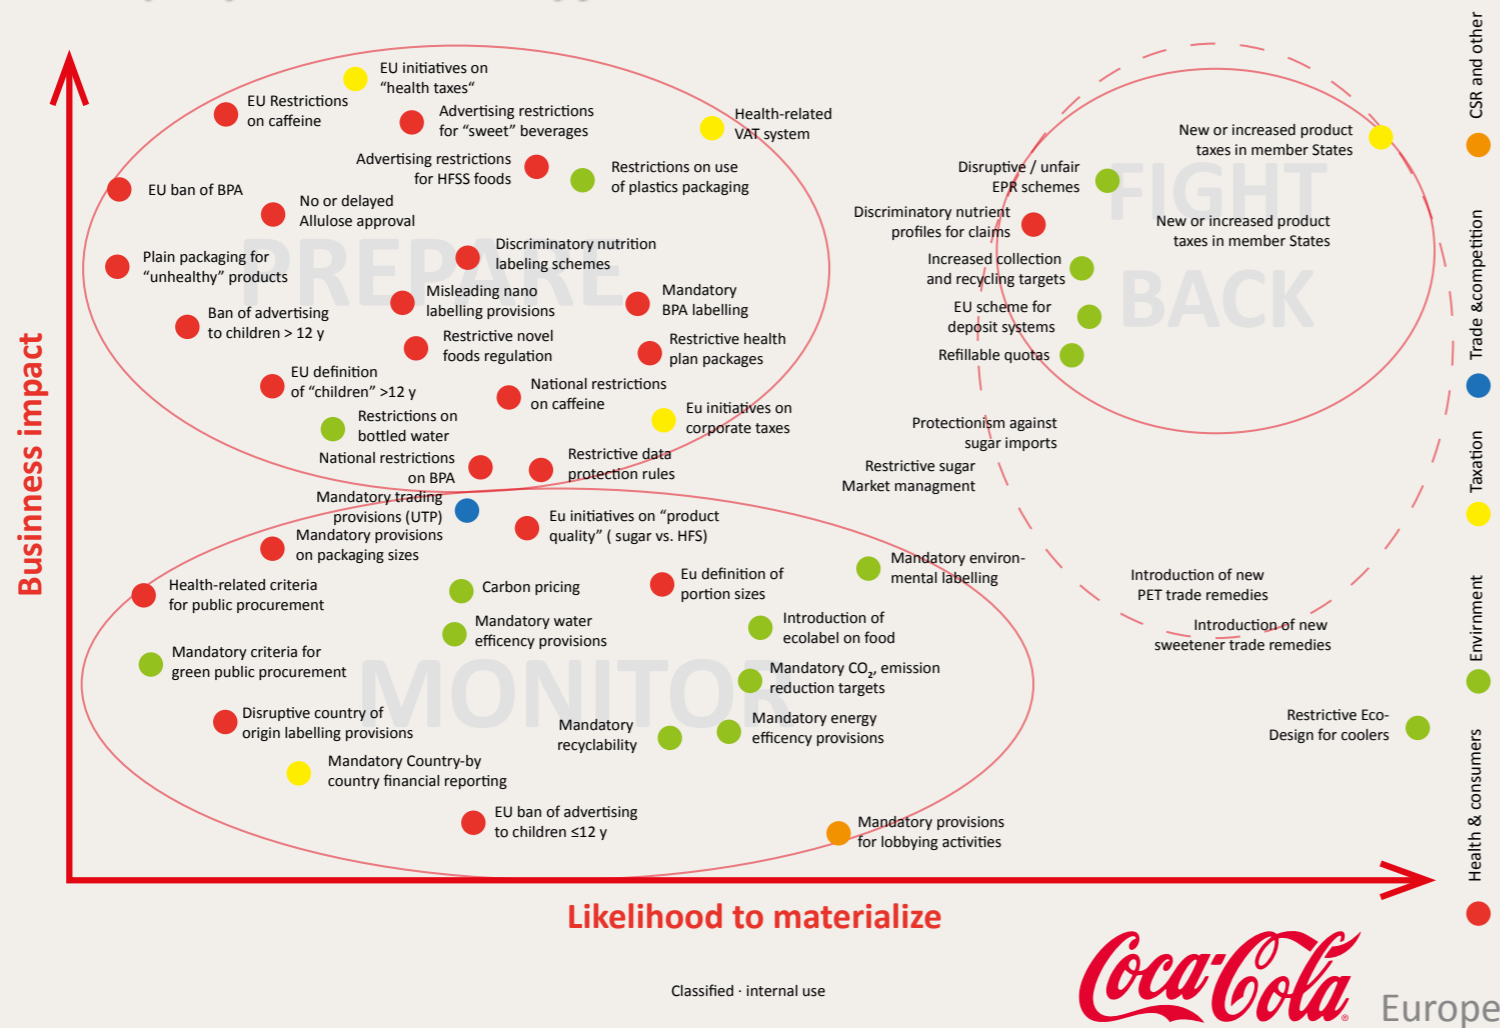 EU initiatives on
“health taxes“
EU Restrictions
on caffeine
Advertising restrictions
for “sweet” beverages
Health-related
VAT system
Advertising restrictions
for HFSS foods
Restrictions on use
of plastics packaging
EU ban of BPA
No or delayed
Allulose approval
PREPARE
Plain packaging for
“unhealthy” products
Discriminatory nutrition
labeling schemes
Misleading nano
labelling provisions
Mandatory
BPA labelling
Ban of advertising
to children > 12 y
Restrictive novel
foods regulation
Restrictive health
plan packages
EU definition
of “children” >12 y
National restrictions
on caffeine
Restrictions on
bottled water
Eu initiatives on
corporate taxes
National restrictions
on BPA
Restrictive data
protection rules
New or increased product
taxes in member States
Disruptive / unfair
EPR schemes
FIGHT
BACK
Discriminatory nutrient
profiles for claims
New or increased product
taxes in member States
Increased collection
and recycling targets
EU scheme for
deposit systems
Refillable quotas
Protectionism against
sugar imports
Restrictive sugar
Market managment
Introduction of new
PET trade remedies
Introduction of new
sweetener trade remedies
Restrictive Eco-
Design for coolers
Mandatory trading
provisions (UTP)
Eu initiatives on “product
quality” ( sugar vs. HFS)
Mandatory provisions
on packaging sizes
Mandatory environ-
mental labelling
Health-related criteria
for public procurement
Carbon pricing
Eu definition of
portion sizes
Mandatory water
efficency provisions
Introduction of
ecolabel on food
Mandatory criteria for
green public procurement
MONITOR
Mandatory CO₂, emission
reduction targets
Disruptive country of
origin labelling provisions
Mandatory
recyclability
Mandatory energy
efficency provisions
Mandatory Country-by
country financial reporting
EU ban of advertising
to children ≤12 y
Mandatory provisions
for lobbying activities
Businness impact
Likelihood to materialize
CSR and other
Trade &competition
Taxation
Envirnment
Health & consumers
Classified · internal use
Coca-Cola
®
Europe